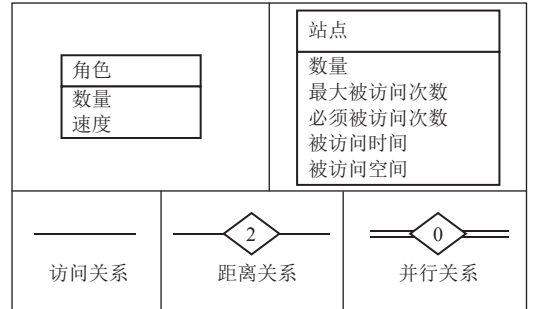 角色
数量
速度
站点
数量
最大被访问次数
必须被访问次数
被访问时间
被访问空间
访问关系
2
距离关系
0
并行关系